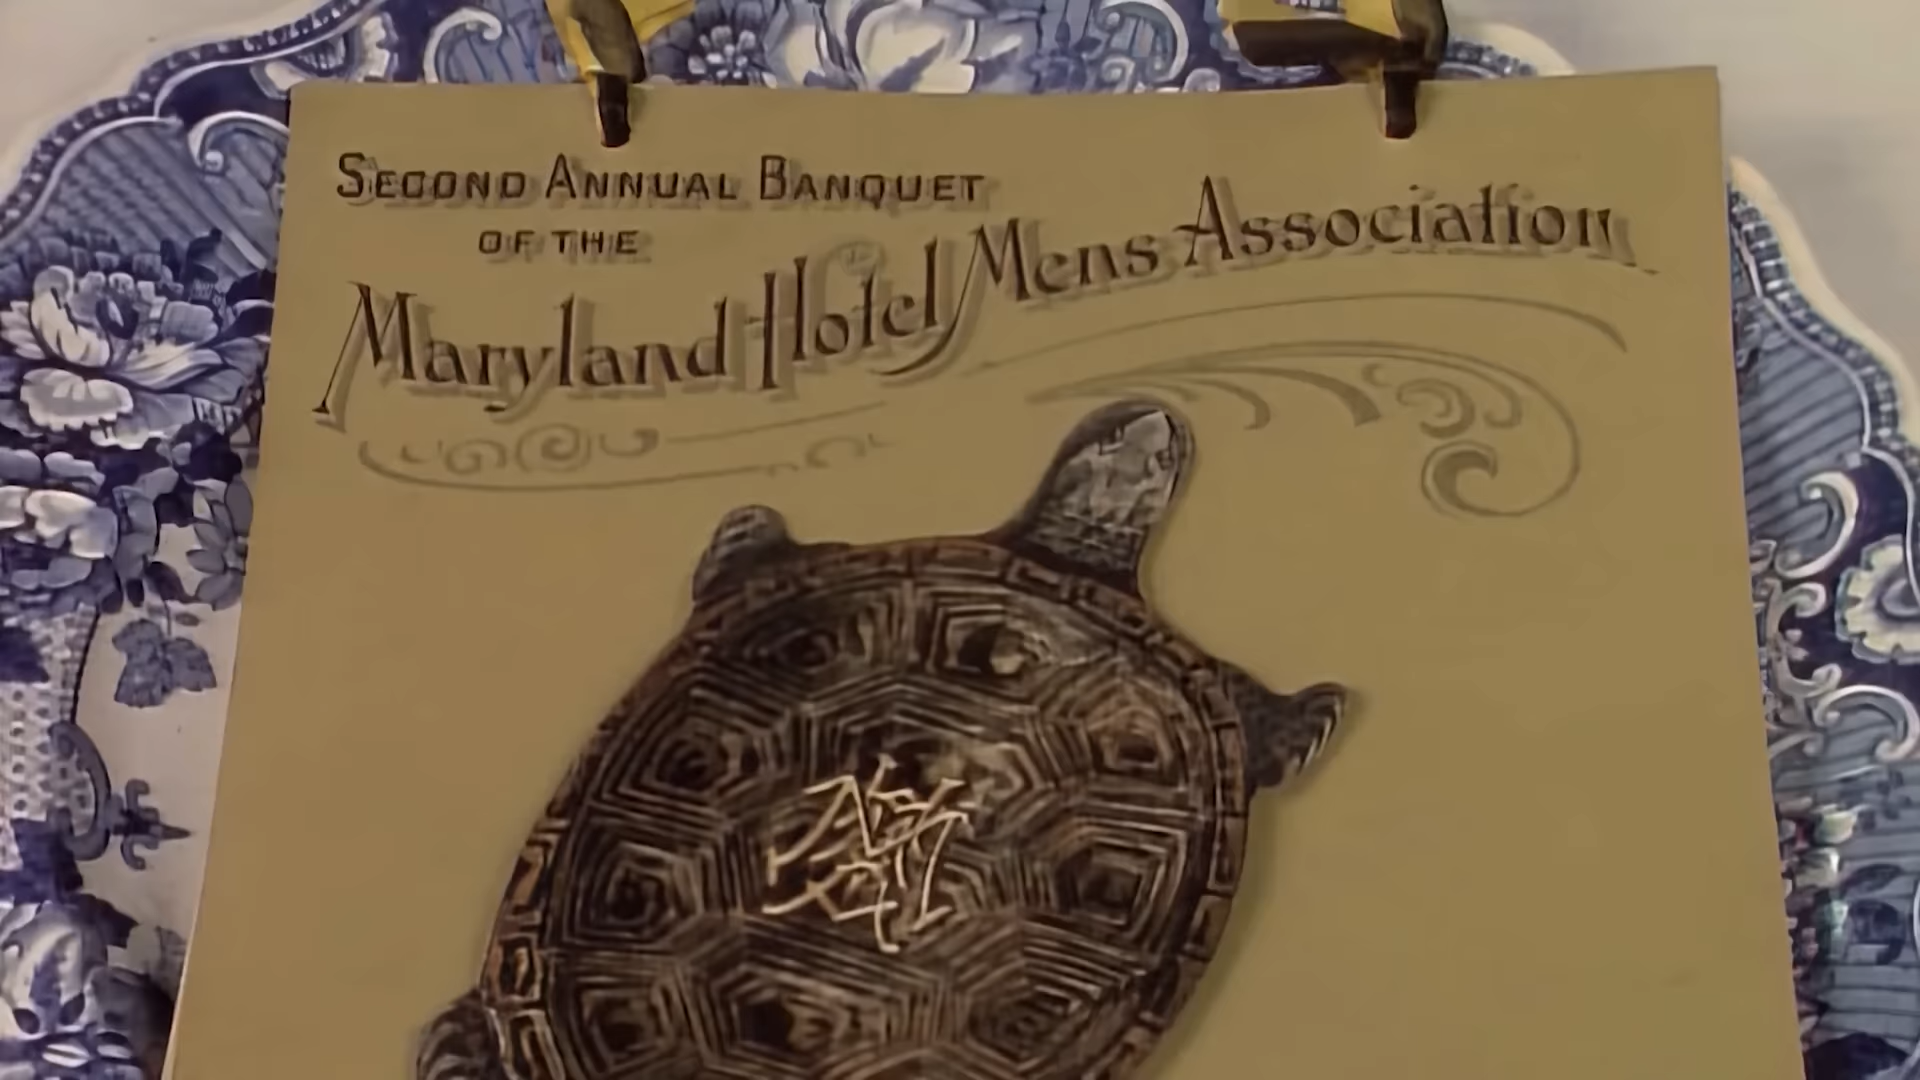 SECOND ANNUAL BANQUET
OF THE
Maryland Hotel Mens Association